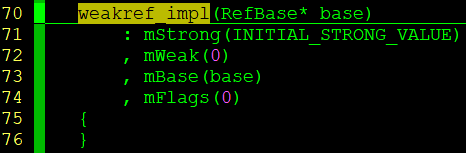 70 weakref_impl(RefBase* base)
71 : mStrong(INITIAL_STRONG_VALUE)
72 , mWeak(0)
73 , mBase(base)
74 , mFlags(0)
75 {
76 }